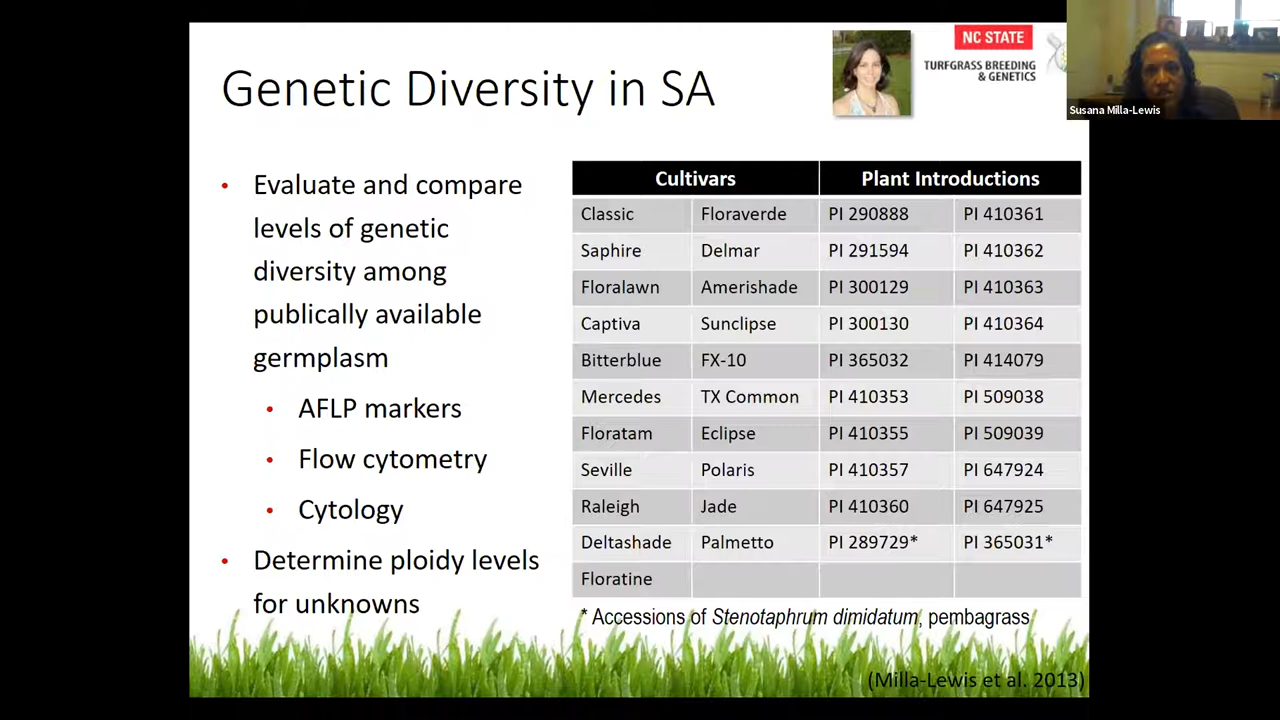 Genetic Diversity in SA
NC STATE
TURFGRASS BREEDING
& GENETICS
Susana Milla-Lewis
• Evaluate and compare
levels of genetic
diversity among
publically available
germplasm
• AFLP markers
• Flow cytometry
• Cytology
• Determine ploidy levels
for unknowns
Cultivars Plant Introductions
Classic Floraverde PI 290888 PI 410361
Saphire Delmar PI 291594 PI 410362
Floralawn Amerishade PI 300129 PI 410363
Captiva Sunclipse PI 300130 PI 410364
Bitterblue FX-10 PI 365032 PI 414079
Mercedes TX Common PI 410353 PI 509038
Floratam Eclipse PI 410355 PI 509039
Seville Polaris PI 410357 PI 647924
Raleigh Jade PI 410360 PI 647925
Deltashade Palmetto PI 289729* PI 365031*
Floratine
* Accessions of Stenotaphrum dimidatum, pembagrass
(Milla-Lewis et al. 2013)